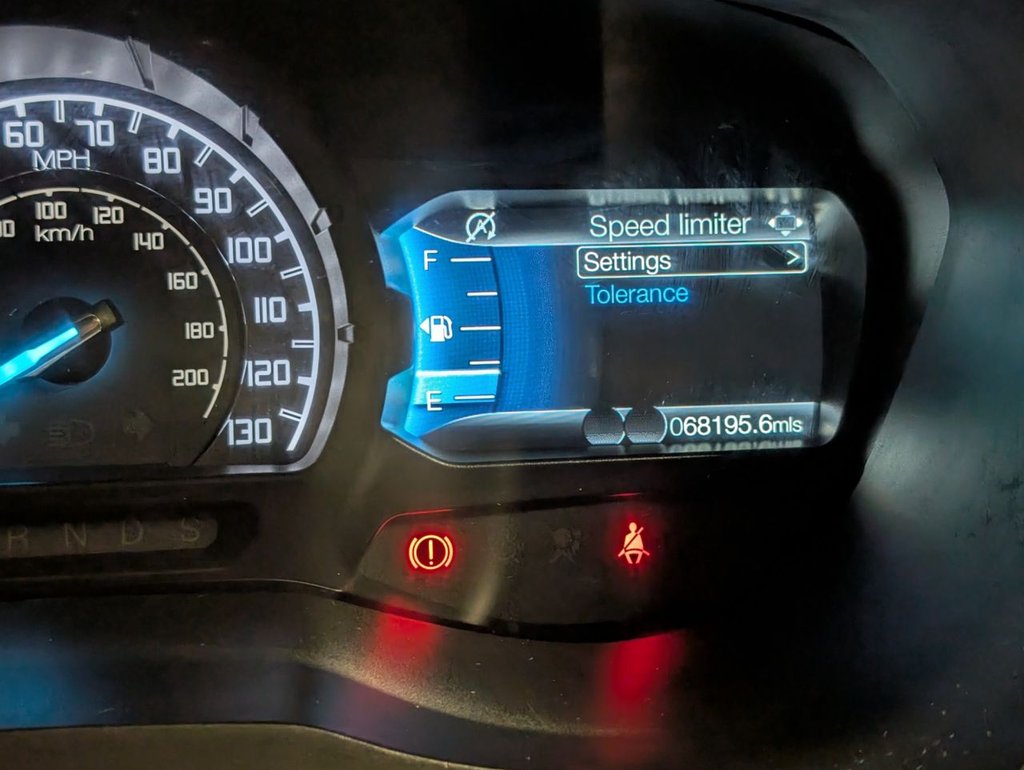 60 70 80 90 100 110 120 130
MPH
100 120 140 160 180 200
km/h
Speed limiter
Settings >
Tolerance
F
E
068195.6mls
R N D S